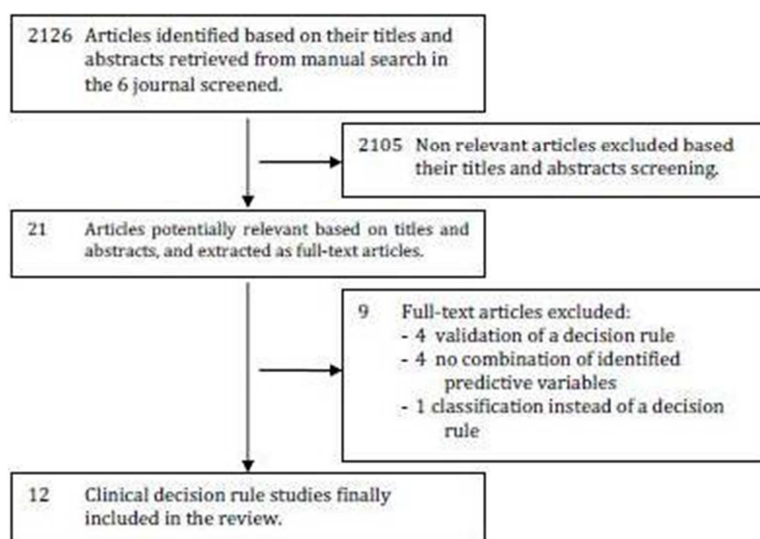 2126 Articles identified based on their titles and
abstracts retrieved from manual search in
the 6 journal screened.
2105 Non relevant articles excluded based
their titles and abstracts screening.
21 Articles potentially relevant based on titles and
abstracts, and extracted as full-text articles.
9 Full-text articles excluded:
- 4 validation of a decision rule
- 4 no combination of identified
predictive variables
- 1 classification instead of a decision
rule
12 Clinical decision rule studies finally
included in the review.